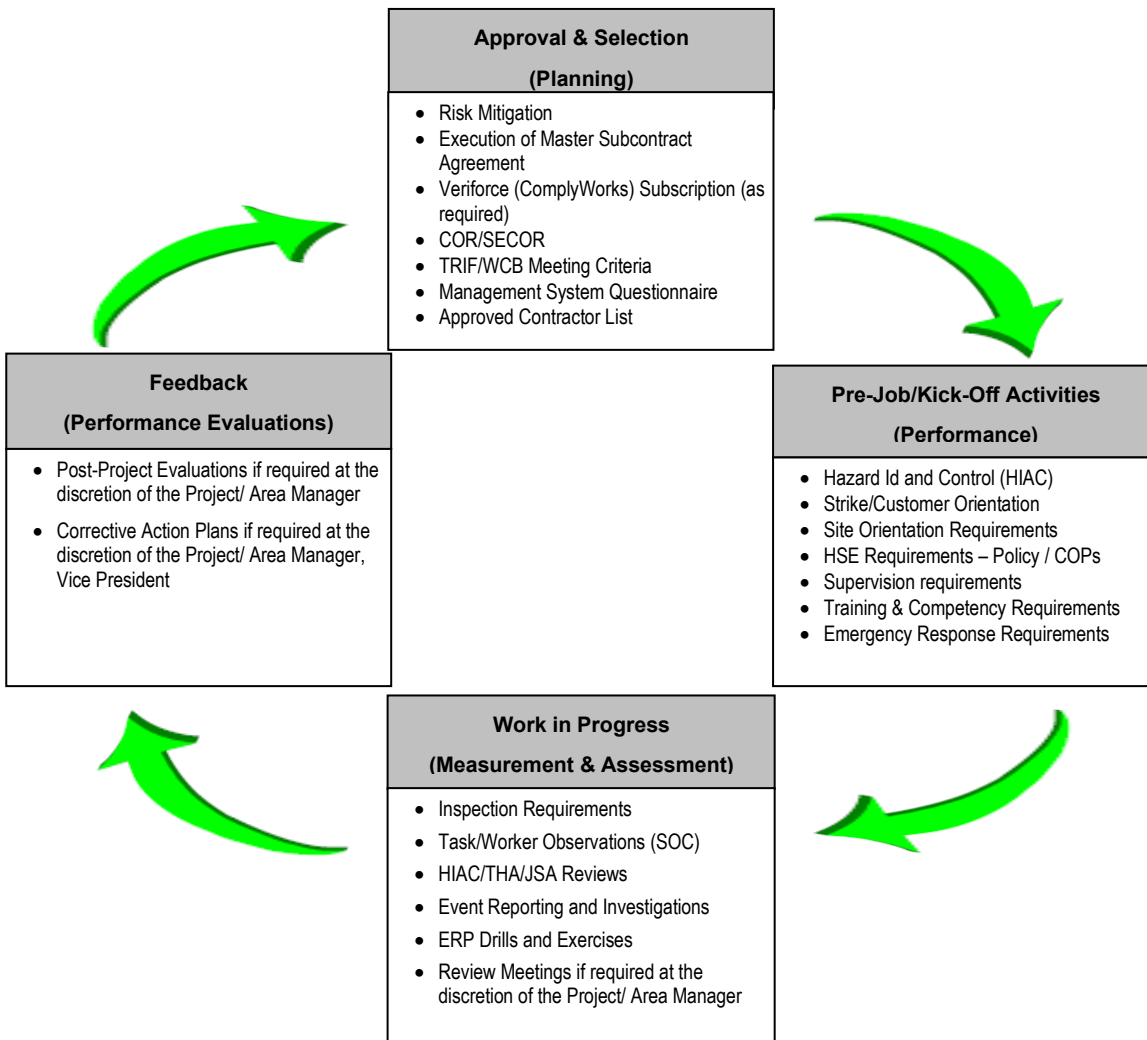 Approval & Selection
(Planning)
• Risk Mitigation
• Execution of Master Subcontract
Agreement
• Veriforce (ComplyWorks) Subscription (as
required)
• COR/SECOR
• TRIF/WCB Meeting Criteria
• Management System Questionnaire
• Approved Contractor List
Feedback
(Performance Evaluations)
• Post-Project Evaluations if required at the
discretion of the Project/ Area Manager
• Corrective Action Plans if required at the
discretion of the Project/ Area Manager,
Vice President
Pre-Job/Kick-Off Activities
(Performance)
• Hazard Id and Control (HIAC)
• Strike/Customer Orientation
• Site Orientation Requirements
• HSE Requirements – Policy / COPs
• Supervision requirements
• Training & Competency Requirements
• Emergency Response Requirements
Work in Progress
(Measurement & Assessment)
• Inspection Requirements
• Task/Worker Observations (SOC)
• HIAC/THA/JSA Reviews
• Event Reporting and Investigations
• ERP Drills and Exercises
• Review Meetings if required at the
discretion of the Project/ Area Manager